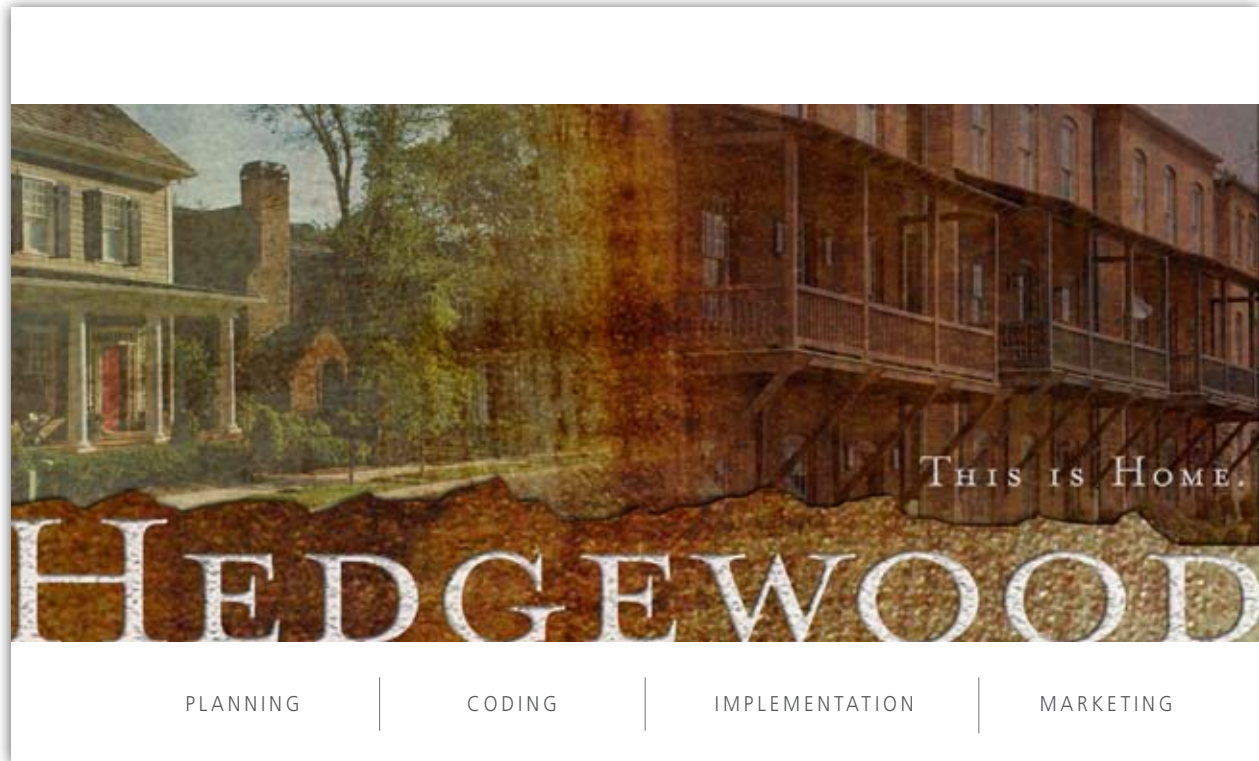 THIS IS HOME.
HEDGEWOOD
PLANNING
CODING
IMPLEMENTATION
MARKETING